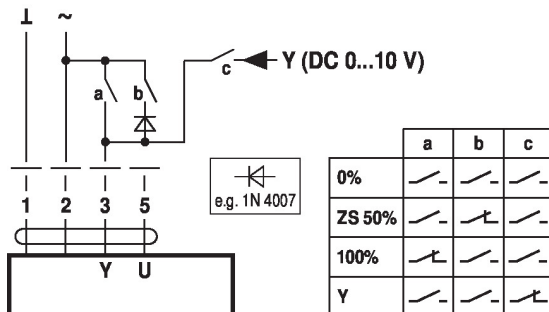 ⊥ ~
c Y (DC 0...10 V)
a b
e.g. 1N 4007
1 2 3 5
Y U
a b c
0%
ZS 50%
100%
Y